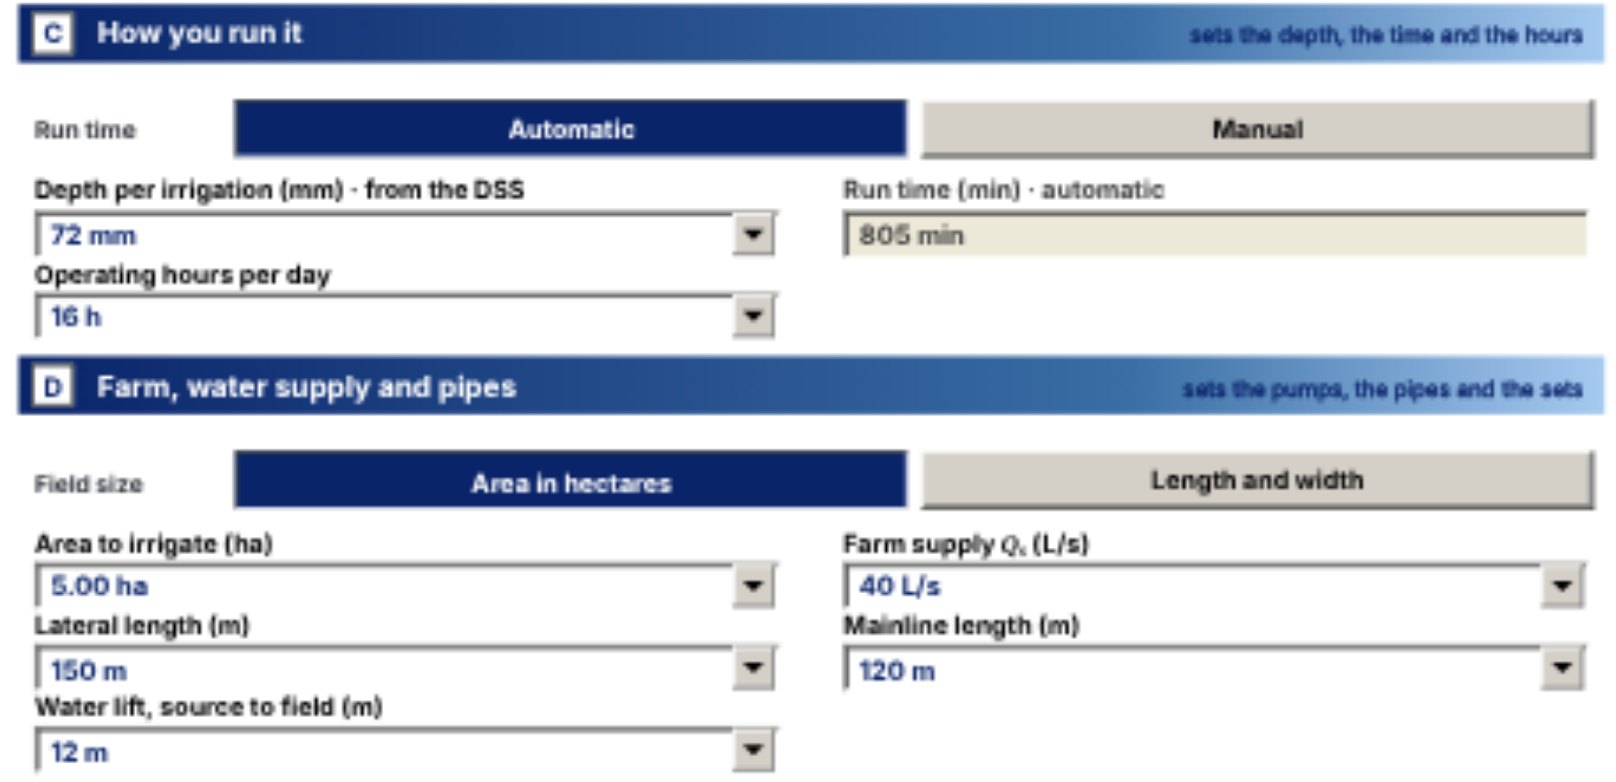 C How you run it sets the depth, the time and the hours
Run time Automatic Manual
Depth per irrigation (mm) · from the DSS Run time (min) · automatic
72 mm 805 min
Operating hours per day
16 h
D Farm, water supply and pipes sets the pumps, the pipes and the sets
Field size Area in hectares Length and width
Area to irrigate (ha) Farm supply Qs (L/s)
5.00 ha 40 L/s
Lateral length (m) Mainline length (m)
150 m 120 m
Water lift, source to field (m)
12 m